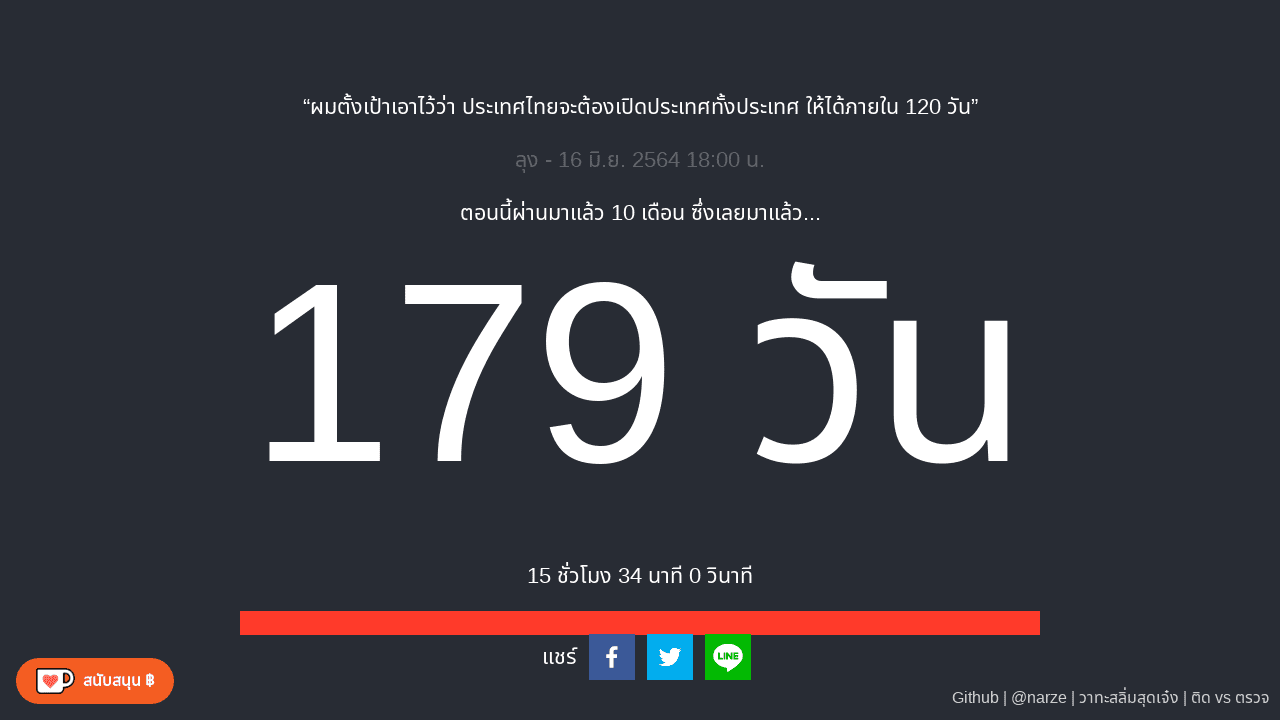 “ผมตั้งเป้าเอาไว้ว่า ประเทศไทยจะต้องเปิดประเทศทั้งประเทศ ให้ได้ภายใน 120 วัน”
ลุง - 16 มิ.ย. 2564 18:00 น.
ตอนนี้ผ่านมาแล้ว 10 เดือน ซึ่งเลยมาแล้ว...
179 วัน
15 ชั่วโมง 34 นาที 0 วินาที
แชร์
LINE
สนับสนุน ฿
Github | @narze | วาทะสลิ่มสุดเจ๋ง | ติด vs ตรวจ